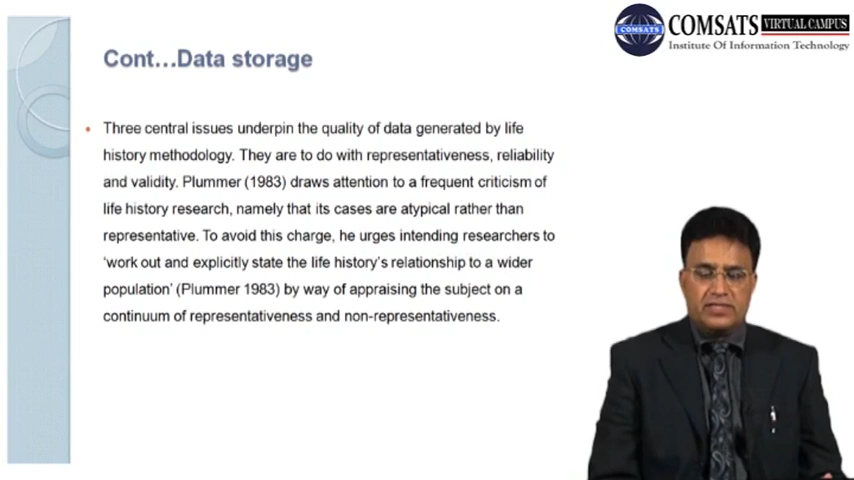 COMSATS
COMSATS VIRTUAL CAMPUS
Institute Of Information Technology
Cont…Data storage
• Three central issues underpin the quality of data generated by life
history methodology. They are to do with representativeness, reliability
and validity. Plummer (1983) draws attention to a frequent criticism of
life history research, namely that its cases are atypical rather than
representative. To avoid this charge, he urges intending researchers to
‘work out and explicitly state the life history’s relationship to a wider
population’ (Plummer 1983) by way of appraising the subject on a
continuum of representativeness and non-representativeness.